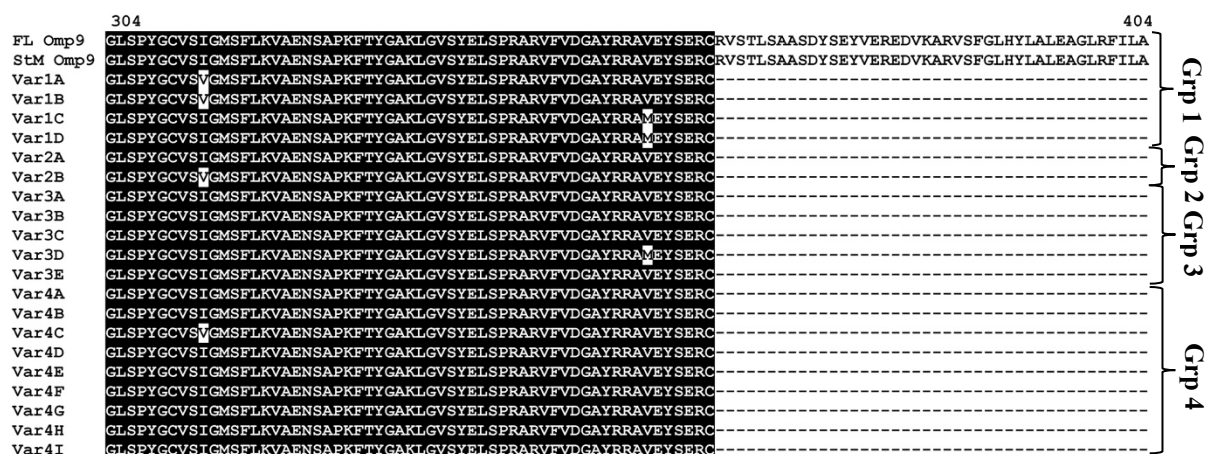 304 404
FL Omp9 GLSPYGCVSIGMSFLKVAENSAPKFTYGAKLGVSYELSPRARVFVDGAYRRAVEYSERCRVSTLSAASDYSEYVEREDVKARVSFGLHYLALEAGLRFILA
StM Omp9 GLSPYGCVSIGMSFLKVAENSAPKFTYGAKLGVSYELSPRARVFVDGAYRRAVEYSERCRVSTLSAASDYSEYVEREDVKARVSFGLHYLALEAGLRFILA
Var1A GLSPYGCVSVGMSFLKVAENSAPKFTYGAKLGVSYELSPRARVFVDGAYRRAVEYSERC------------------------------------------
Var1B GLSPYGCVSVGMSFLKVAENSAPKFTYGAKLGVSYELSPRARVFVDGAYRRAVEYSERC------------------------------------------
Var1C GLSPYGCVSIGMSFLKVAENSAPKFTYGAKLGVSYELSPRARVFVDGAYRRAMEYSERC------------------------------------------
Var1D GLSPYGCVSIGMSFLKVAENSAPKFTYGAKLGVSYELSPRARVFVDGAYRRAMEYSERC------------------------------------------
Var2A GLSPYGCVSIGMSFLKVAENSAPKFTYGAKLGVSYELSPRARVFVDGAYRRAVEYSERC------------------------------------------
Var2B GLSPYGCVSVGMSFLKVAENSAPKFTYGAKLGVSYELSPRARVFVDGAYRRAVEYSERC------------------------------------------
Var3A GLSPYGCVSIGMSFLKVAENSAPKFTYGAKLGVSYELSPRARVFVDGAYRRAVEYSERC------------------------------------------
Var3B GLSPYGCVSIGMSFLKVAENSAPKFTYGAKLGVSYELSPRARVFVDGAYRRAVEYSERC------------------------------------------
Var3C GLSPYGCVSIGMSFLKVAENSAPKFTYGAKLGVSYELSPRARVFVDGAYRRAVEYSERC------------------------------------------
Var3D GLSPYGCVSIGMSFLKVAENSAPKFTYGAKLGVSYELSPRARVFVDGAYRRAMEYSERC------------------------------------------
Var3E GLSPYGCVSIGMSFLKVAENSAPKFTYGAKLGVSYELSPRARVFVDGAYRRAVEYSERC------------------------------------------
Var4A GLSPYGCVSIGMSFLKVAENSAPKFTYGAKLGVSYELSPRARVFVDGAYRRAVEYSERC------------------------------------------
Var4B GLSPYGCVSIGMSFLKVAENSAPKFTYGAKLGVSYELSPRARVFVDGAYRRAVEYSERC------------------------------------------
Var4C GLSPYGCVSVGMSFLKVAENSAPKFTYGAKLGVSYELSPRARVFVDGAYRRAVEYSERC------------------------------------------
Var4D GLSPYGCVSIGMSFLKVAENSAPKFTYGAKLGVSYELSPRARVFVDGAYRRAVEYSERC------------------------------------------
Var4E GLSPYGCVSIGMSFLKVAENSAPKFTYGAKLGVSYELSPRARVFVDGAYRRAVEYSERC------------------------------------------
Var4F GLSPYGCVSIGMSFLKVAENSAPKFTYGAKLGVSYELSPRARVFVDGAYRRAVEYSERC------------------------------------------
Var4G GLSPYGCVSIGMSFLKVAENSAPKFTYGAKLGVSYELSPRARVFVDGAYRRAVEYSERC------------------------------------------
Var4H GLSPYGCVSIGMSFLKVAENSAPKFTYGAKLGVSYELSPRARVFVDGAYRRAVEYSERC------------------------------------------
Var4I GLSPYGCVSIGMSFLKVAENSAPKFTYGAKLGVSYELSPRARVFVDGAYRRAVEYSERC------------------------------------------
Grp 1
Grp 2
Grp 3
Grp 4